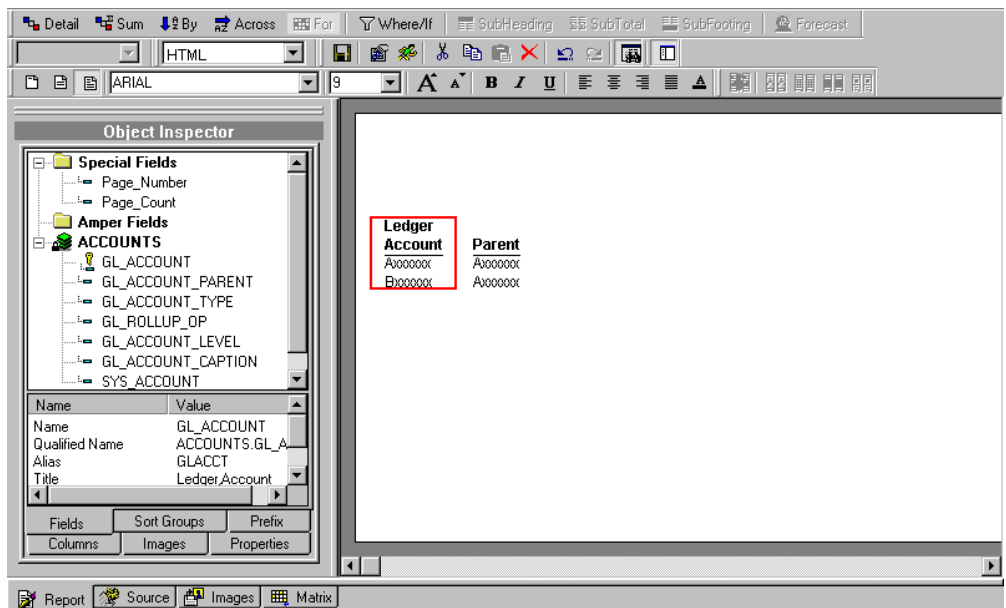 Detail Sum By Across For Where/If SubHeading SubTotal SubFooting Forecast
HTML
ARIAL 9 A A B I U A
Object Inspector
Special Fields
Page_Number
Page_Count
Amper Fields
ACCOUNTS
GL_ACCOUNT
GL_ACCOUNT_PARENT
GL_ACCOUNT_TYPE
GL_ROLLUP_OP
GL_ACCOUNT_LEVEL
GL_ACCOUNT_CAPTION
SYS_ACCOUNT
Name Value
Name GL_ACCOUNT
Qualified Name ACCOUNTS.GL_A
Alias GLACCT
Title Ledger,Account
Fields Sort Groups Prefix
Columns Images Properties
Ledger
Account Parent
Axxxxxx Axxxxxx
Bxxxxxx Axxxxxx
Report Source Images Matrix